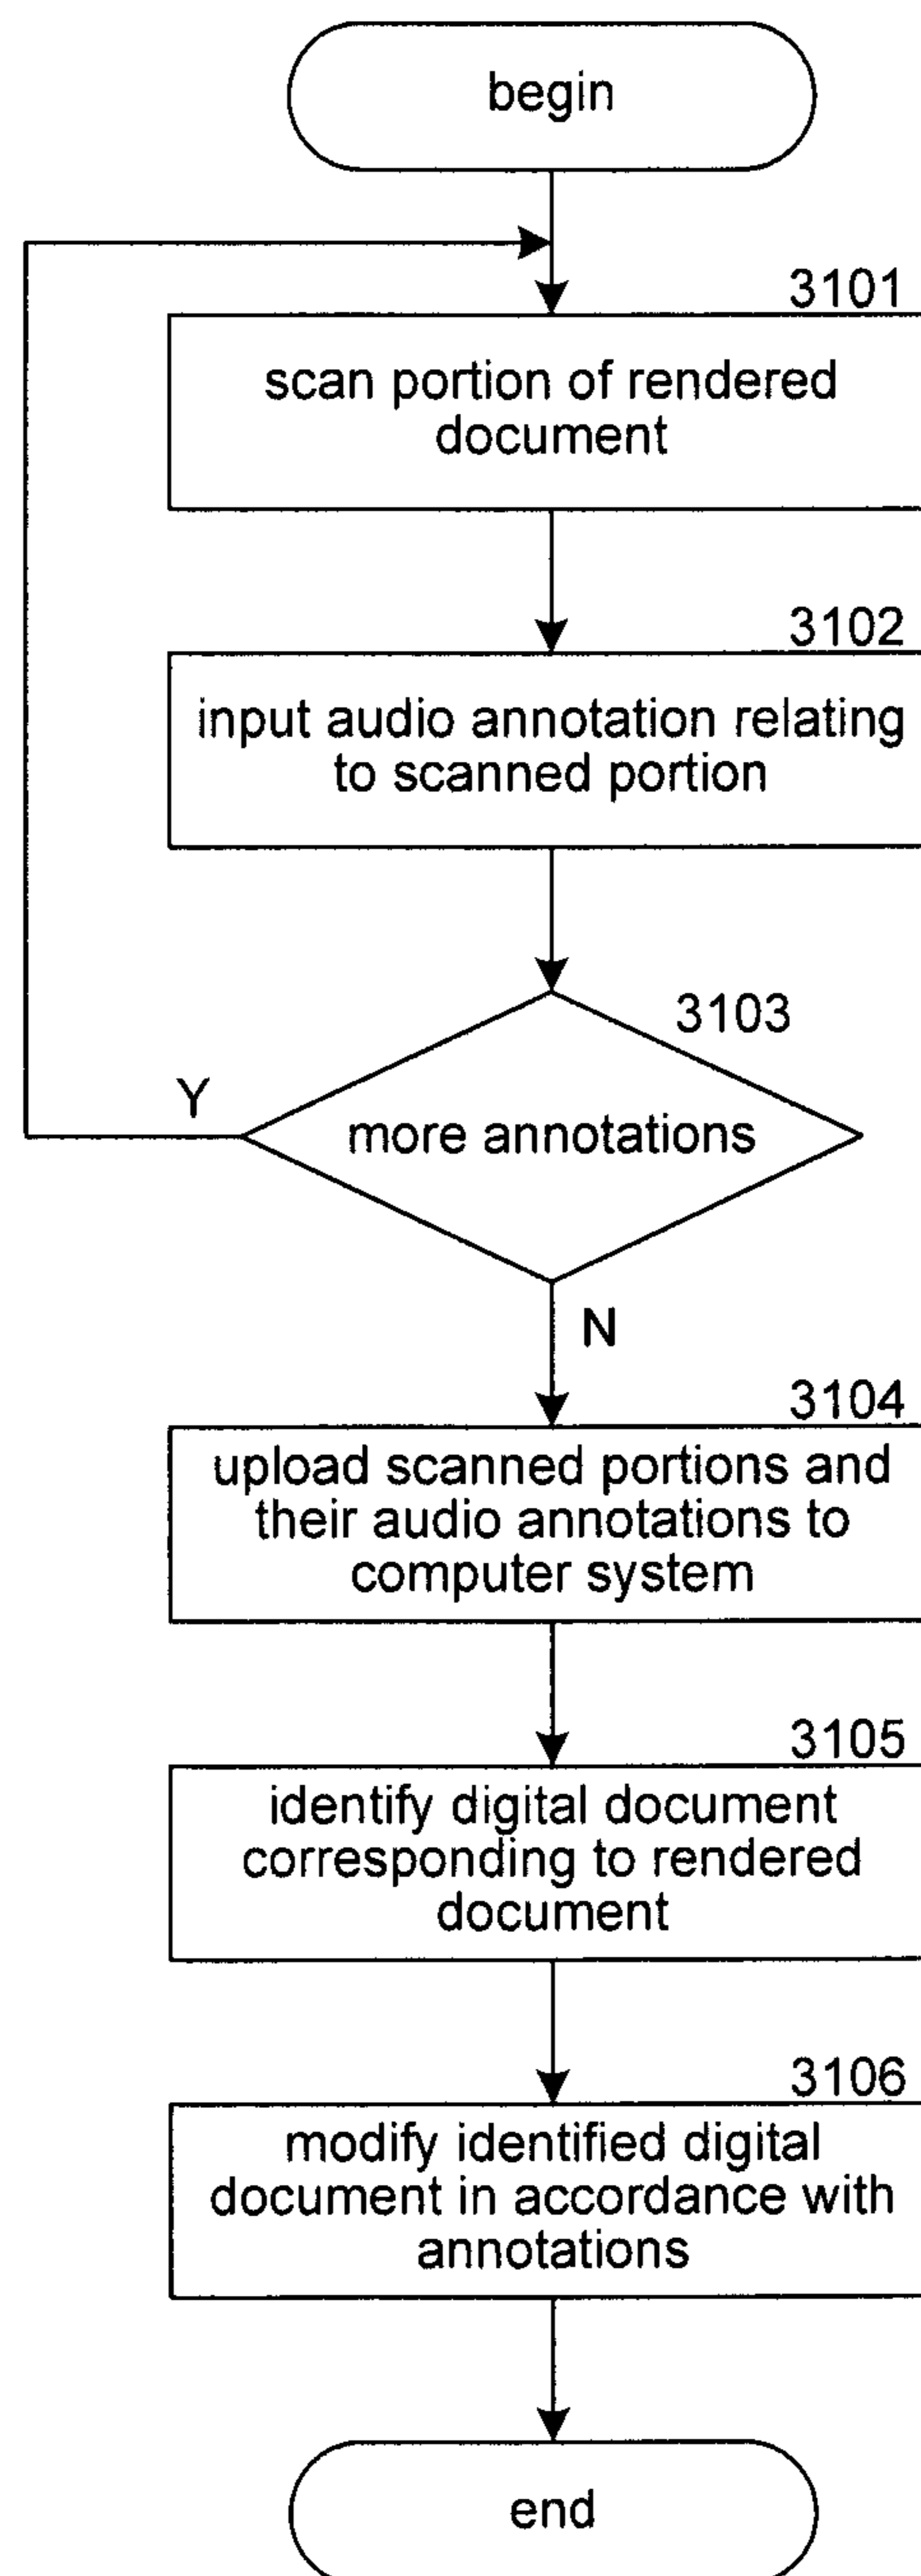 begin
3101
scan portion of rendered
document
3102
input audio annotation relating
to scanned portion
3103
Y
more annotations
N
3104
upload scanned portions and
their audio annotations to
computer system
3105
identify digital document
corresponding to rendered
document
3106
modify identified digital
document in accordance with
annotations
end